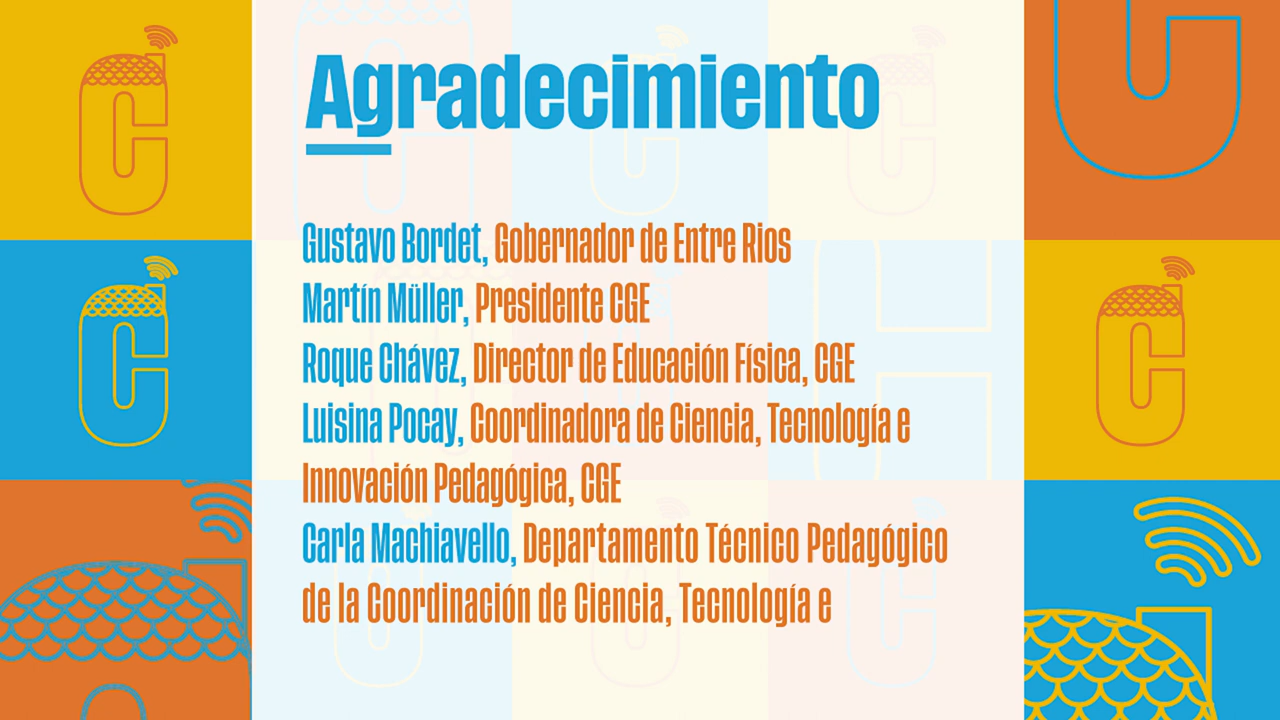 Agradecimiento
Gustavo Bordet, Gobernador de Entre Rios
Martín Müller, Presidente CGE
Roque Chávez, Director de Educación Física, CGE
Luisina Pocay, Coordinadora de Ciencia, Tecnología e
Innovación Pedagógica, CGE
Carla Machiavello, Departamento Técnico Pedagógico
de la Coordinación de Ciencia, Tecnología e